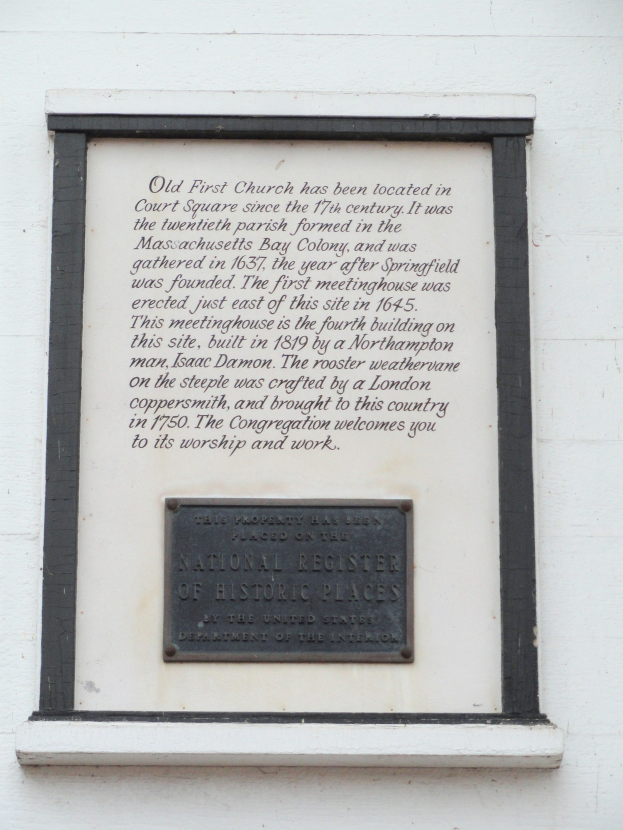 Old First Church has been located in
Court Square since the 17th century. It was
the twentieth parish formed in the
Massachusetts Bay Colony, and was
gathered in 1637, the year after Springfield
was founded. The first meetinghouse was
erected just east of this site in 1645.
This meetinghouse is the fourth building on
this site, built in 1819 by a Northampton
man, Isaac Damon. The rooster weathervane
on the steeple was crafted by a London
coppersmith, and brought to this country
in 1750. The Congregation welcomes you
to its worship and work.
THIS PROPERTY HAS BEEN
PLACED ON THE
NATIONAL REGISTER
OF HISTORIC PLACES
BY THE UNITED STATES
DEPARTMENT OF THE INTERIOR